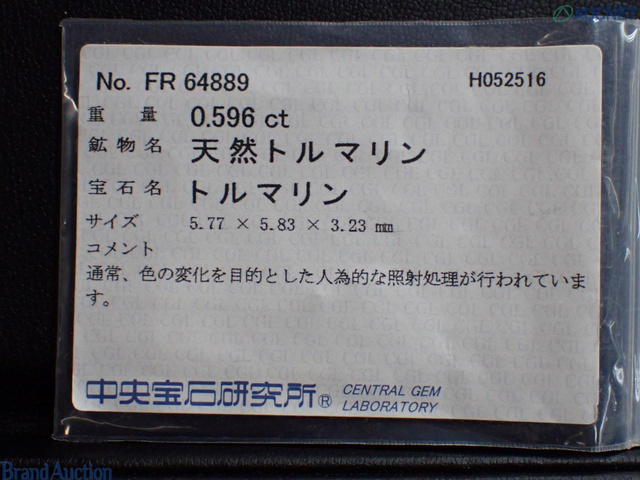 No. FR 64889 H052516
重量 0.596 ct
鉱物名 天然トルマリン
宝石名 トルマリン
サイズ 5.77 × 5.83 × 3.23 mm
コメント
通常、色の変化を目的とした人為的な照射処理が行われていま
す。
中央宝石研究所® CENTRAL GEM
LABORATORY
Brand Auction